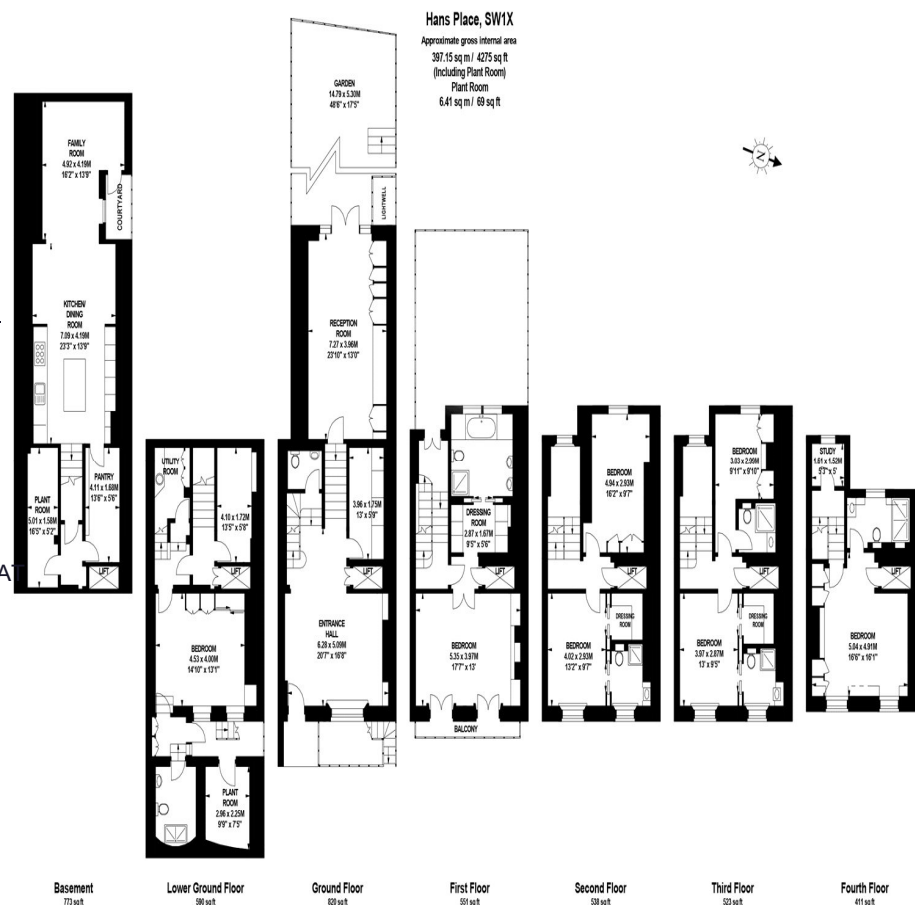 Hans Place, SW1X
Approximate gross internal area
397.15 sq m / 4275 sq ft
(Including Plant Room)
Plant Room
6.41 sq m / 69 sq ft
N
FAMILY
ROOM
4.92 x 4.19M
16'2" x 13'9"
COURTYARD
KITCHEN/
DINING
ROOM
7.09 x 4.19M
23'3" x 13'9"
PANTRY
4.11 x 1.68M
13'6" x 5'6"
PLANT
ROOM
5.01 x 1.58M
16'5" x 5'2"
LIFT
AT
Basement
773 sq ft
UTILITY
ROOM
4.10 x 1.72M
13'5" x 5'8"
LIFT
BEDROOM
4.53 x 4.00M
14'10" x 13'1"
PLANT
ROOM
2.96 x 2.25M
9'9" x 7'5"
Lower Ground Floor
590 sq ft
GARDEN
14.79 x 5.30M
48'6" x 17'5"
LIGHTWELL
RECEPTION
ROOM
7.27 x 3.96M
23'10" x 13'0"
3.96 x 1.75M
13' x 5'9"
LIFT
ENTRANCE
HALL
6.28 x 5.09M
20'7" x 16'8"
Ground Floor
820 sq ft
DRESSING
ROOM
2.87 x 1.67M
9'5" x 5'6"
LIFT
BEDROOM
5.35 x 3.97M
17'7" x 13'
BALCONY
First Floor
551 sq ft
BEDROOM
4.94 x 2.93M
16'2" x 9'7"
LIFT
DRESSING
ROOM
BEDROOM
4.02 x 2.93M
13'2" x 9'7"
Second Floor
538 sq ft
BEDROOM
3.03 x 2.99M
9'11" x 9'10"
LIFT
DRESSING
ROOM
BEDROOM
3.97 x 2.87M
13' x 9'5"
Third Floor
523 sq ft
STUDY
1.61 x 1.52M
5'3" x 5'
LIFT
BEDROOM
5.04 x 4.91M
16'6" x 16'1"
Fourth Floor
411 sq ft